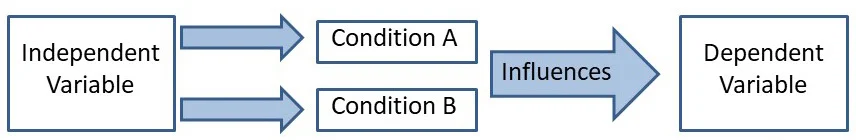 Independent
Variable
Condition A
Condition B
Influences
Dependent
Variable